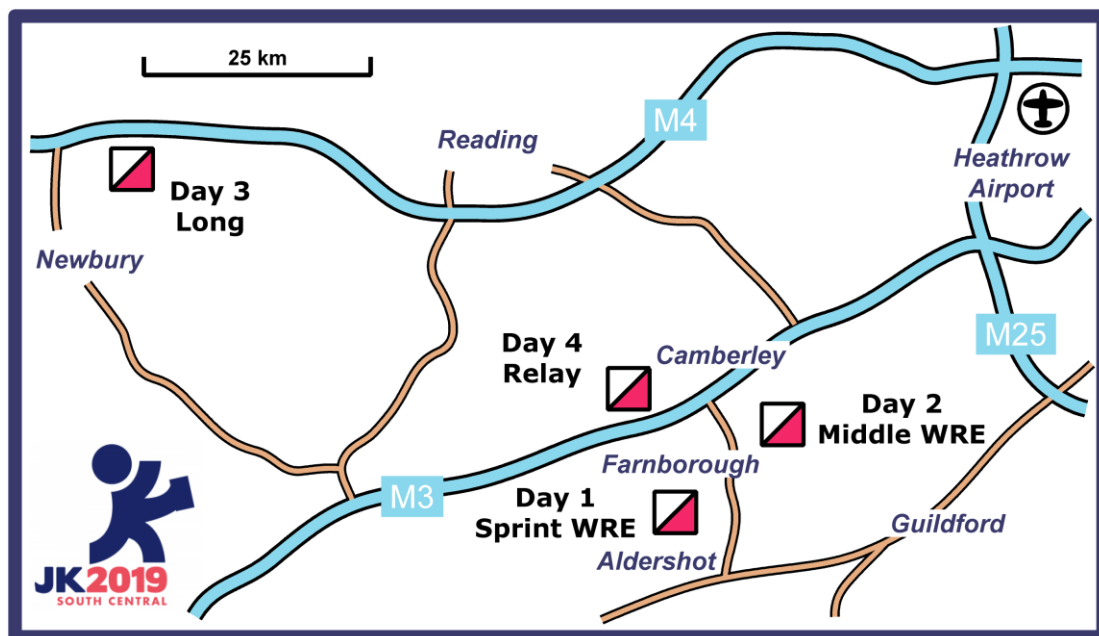 25 km
M4
Reading
Heathrow
Airport
Day 3
Long
Newbury
M25
Day 4
Relay
Camberley
Day 2
Middle WRE
Farnborough
M3
Day 1
Sprint WRE
Guildford
Aldershot
JK2019
SOUTH CENTRAL